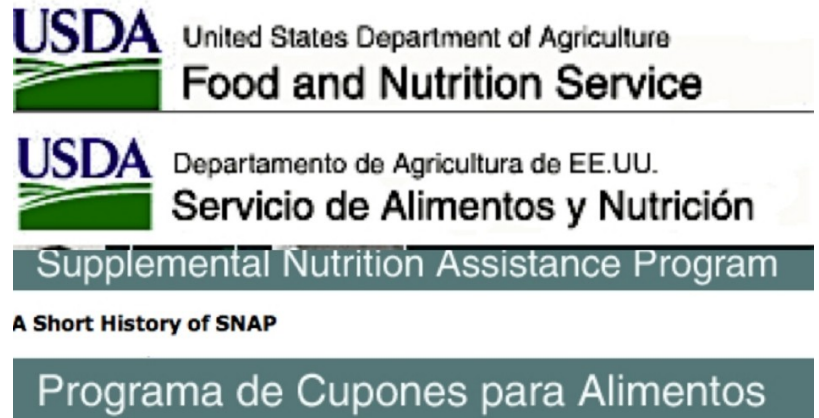 USDA United States Department of Agriculture
Food and Nutrition Service
USDA Departamento de Agricultura de EE.UU.
Servicio de Alimentos y Nutrición
Supplemental Nutrition Assistance Program
A Short History of SNAP
Programa de Cupones para Alimentos